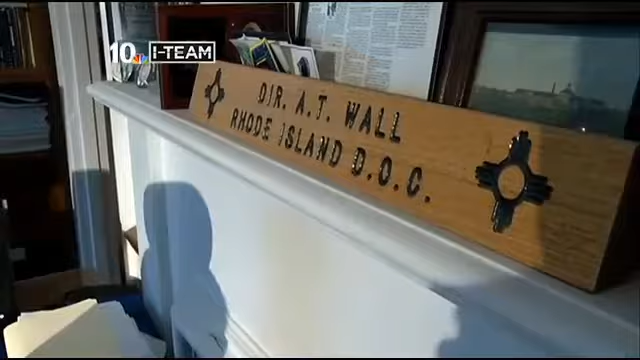 10 I-TEAM
DIR. A. T. WALL
RHODE ISLAND D.O.C.